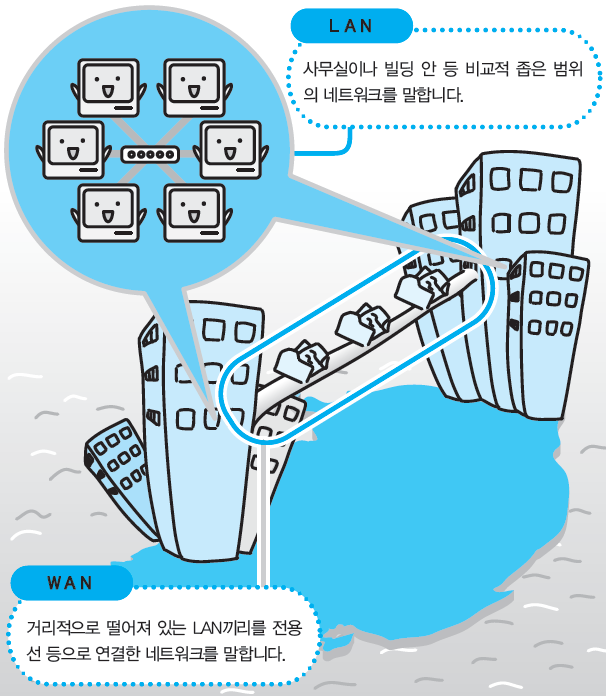 LAN
사무실이나 빌딩 안 등 비교적 좁은 범위
의 네트워크를 말합니다.
WAN
거리적으로 떨어져 있는 LAN끼리를 전용
선 등으로 연결한 네트워크를 말합니다.